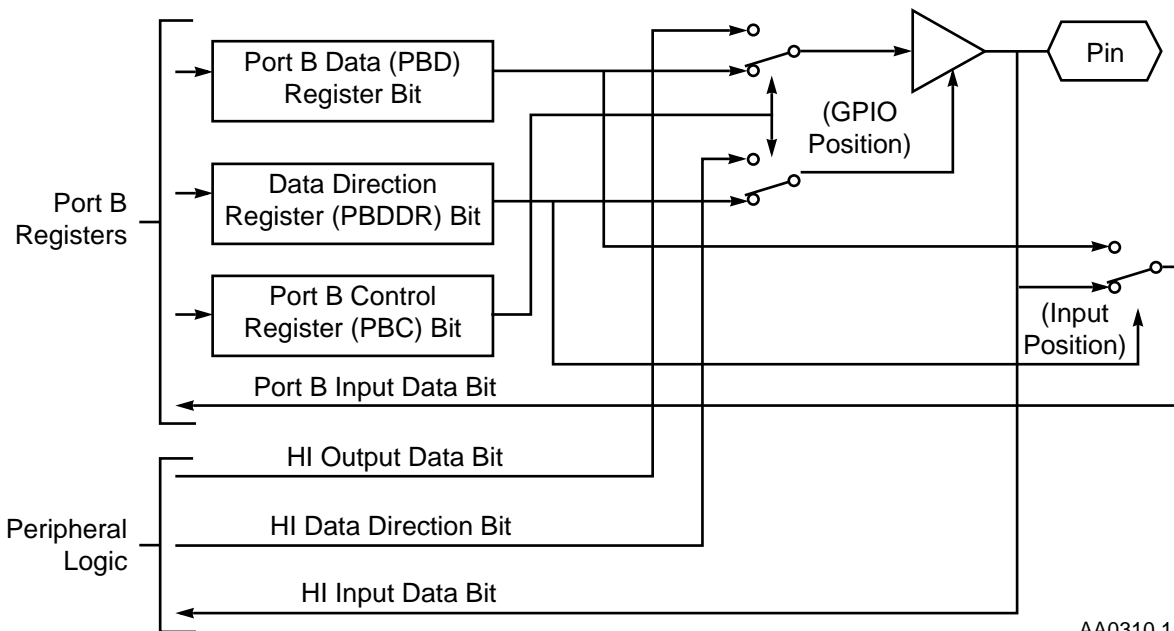 Port B Data (PBD)
Register Bit
Pin
(GPIO
Position)
Data Direction
Register (PBDDR) Bit
Port B
Registers
Port B Control
Register (PBC) Bit
(Input
Position)
Port B Input Data Bit
HI Output Data Bit
HI Data Direction Bit
Peripheral
Logic
HI Input Data Bit
AA0310.1